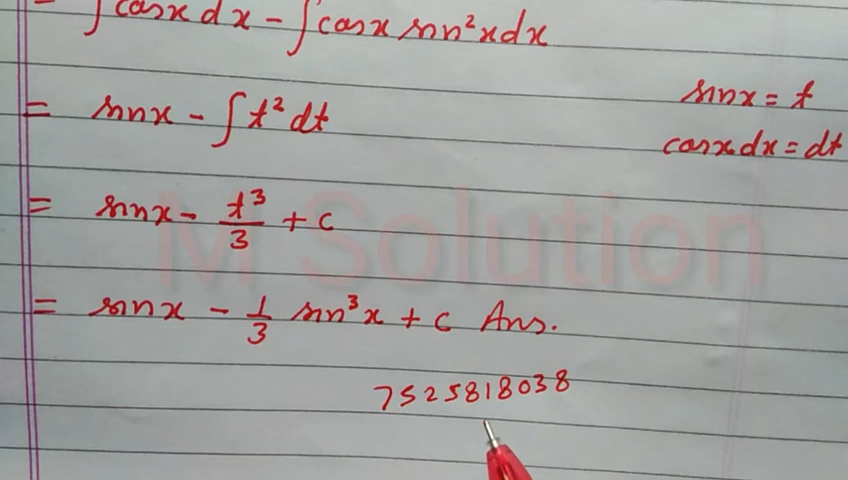 = ∫cosx dx - ∫cosx sin²x dx
sinx = t
= sinx - ∫t² dt
cosx dx = dt
= sinx - t³/3 + c
M Solution
= sinx - 1/3 sin³x + c Ans.
7525818038